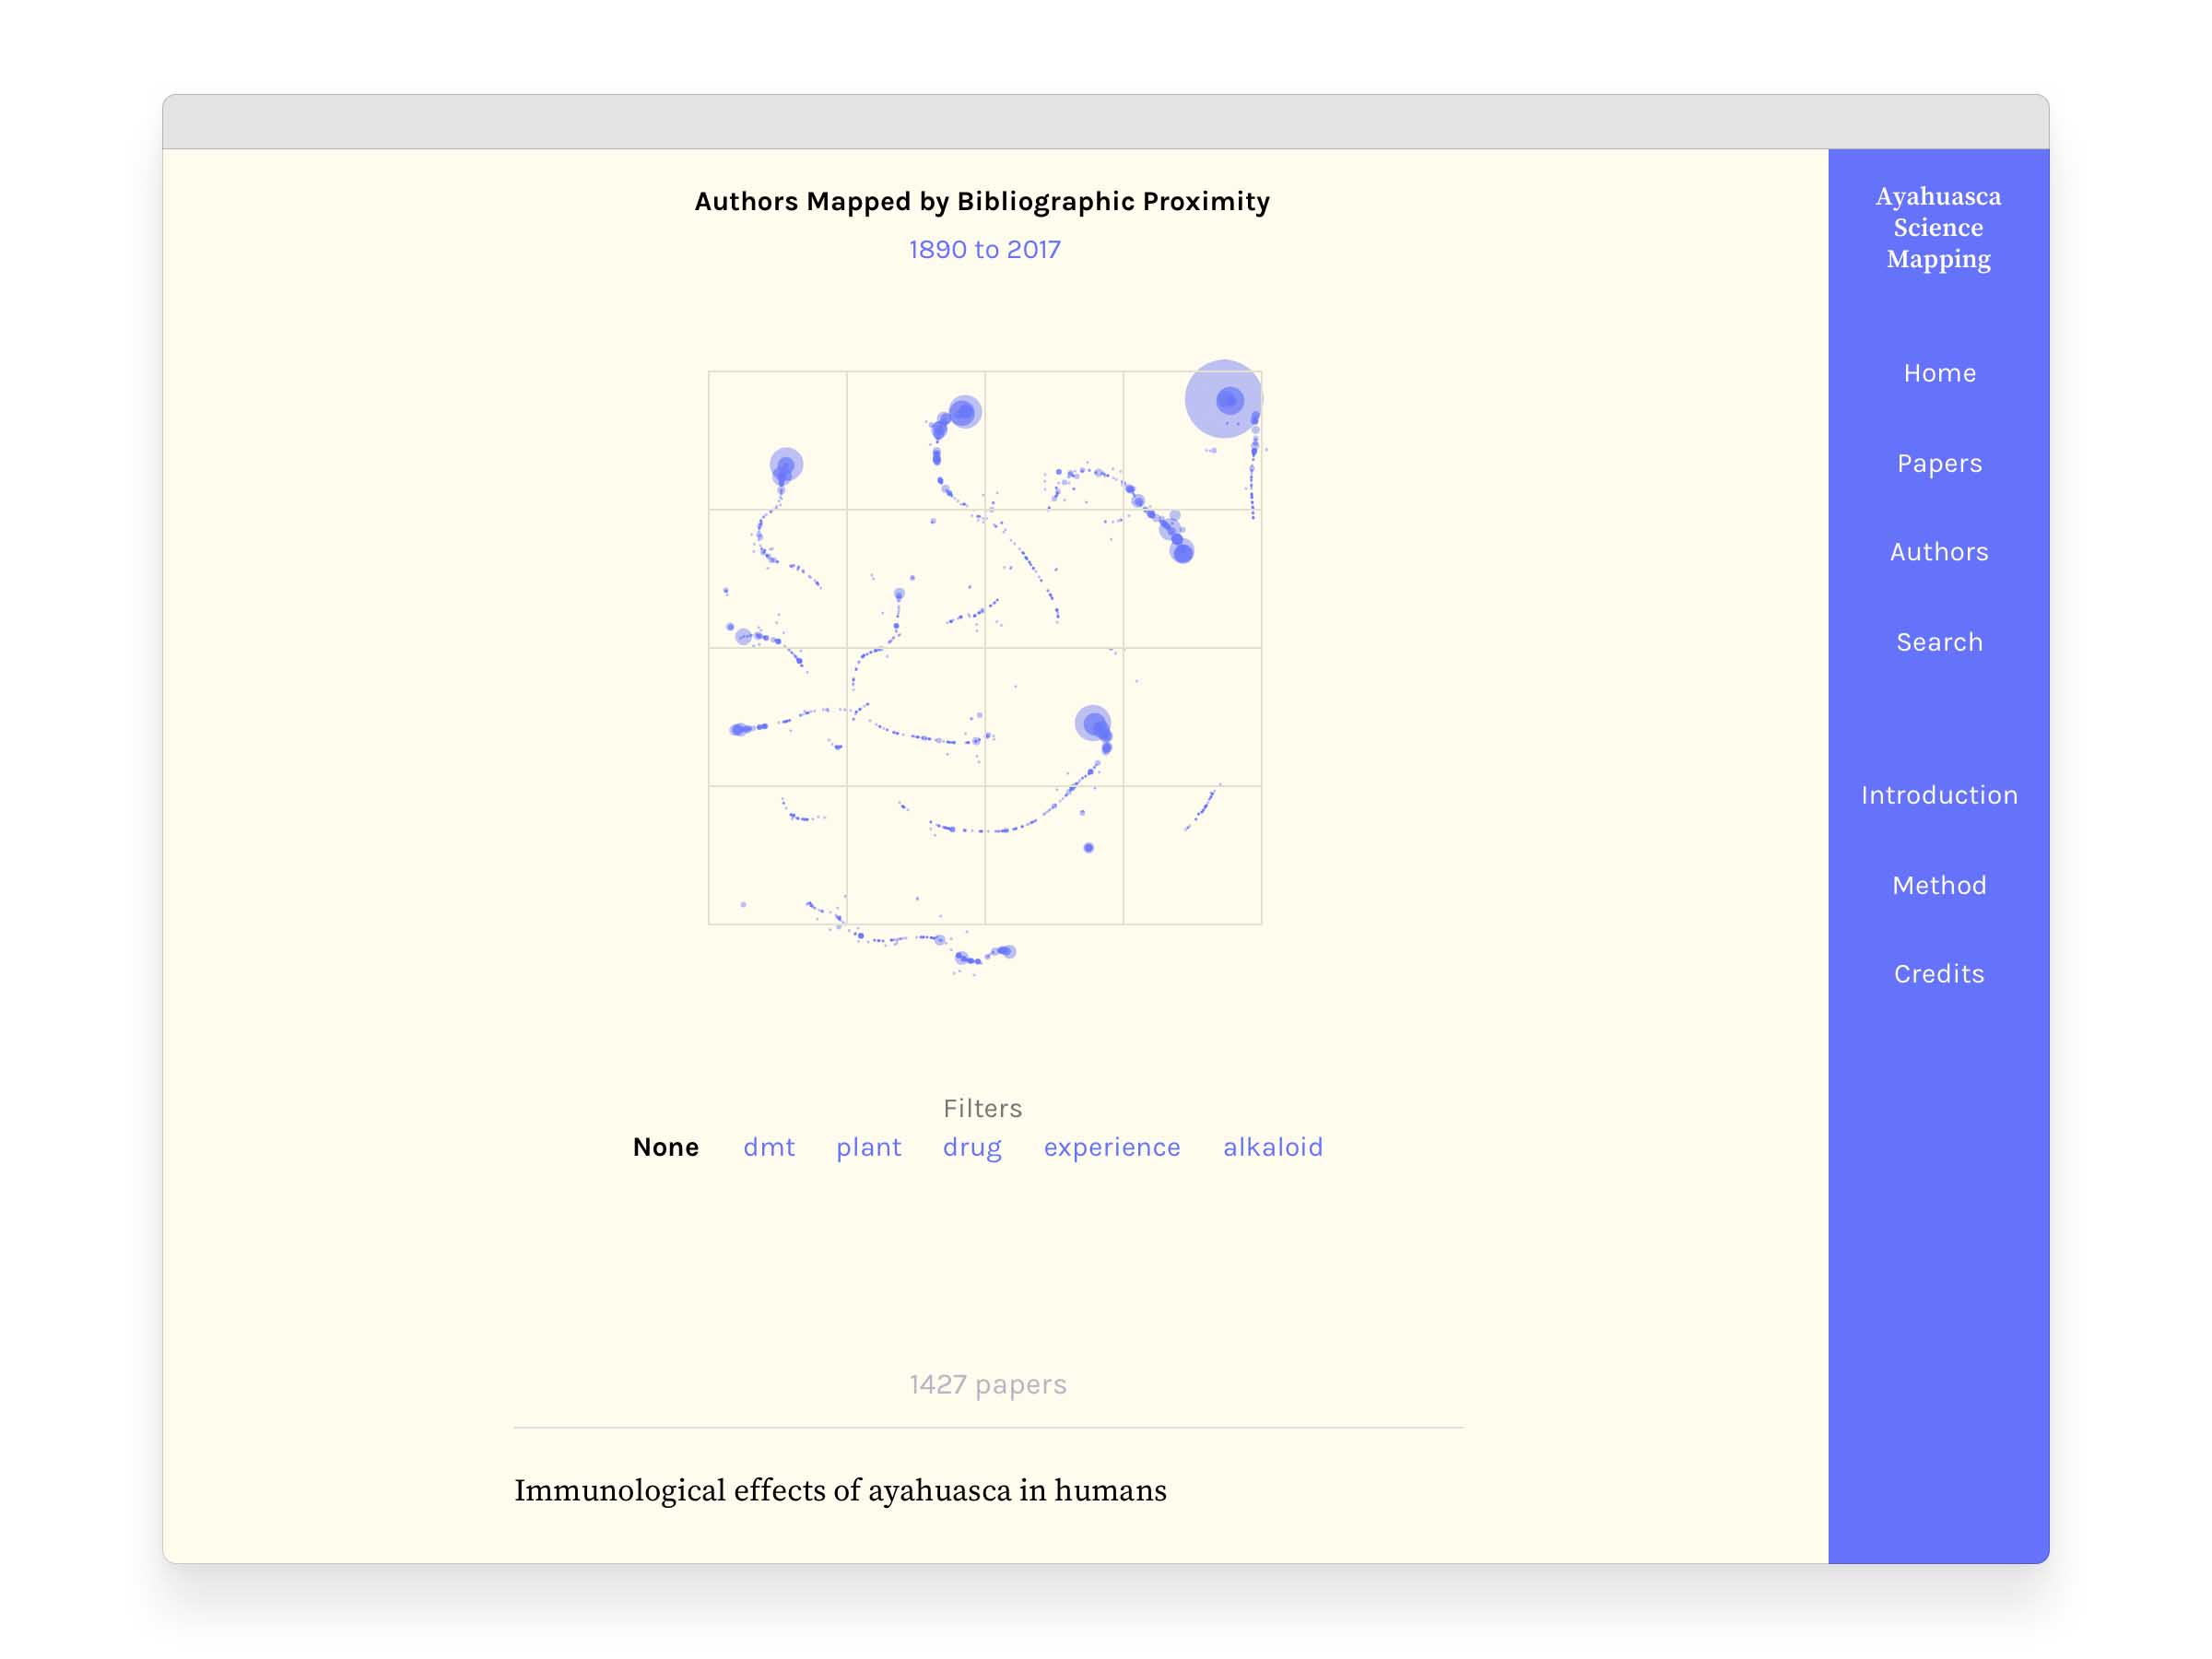 Authors Mapped by Bibliographic Proximity
1890 to 2017
Filters
None dmt plant drug experience alkaloid
1427 papers
Immunological effects of ayahuasca in humans
Ayahuasca
Science
Mapping
Home
Papers
Authors
Search
Introduction
Method
Credits